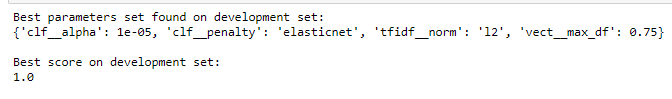 Best parameters set found on development set:
{'clf__alpha': 1e-05, 'clf__penalty': 'elasticnet', 'tfidf__norm': 'l2', 'vect__max_df': 0.75}
Best score on development set:
1.0